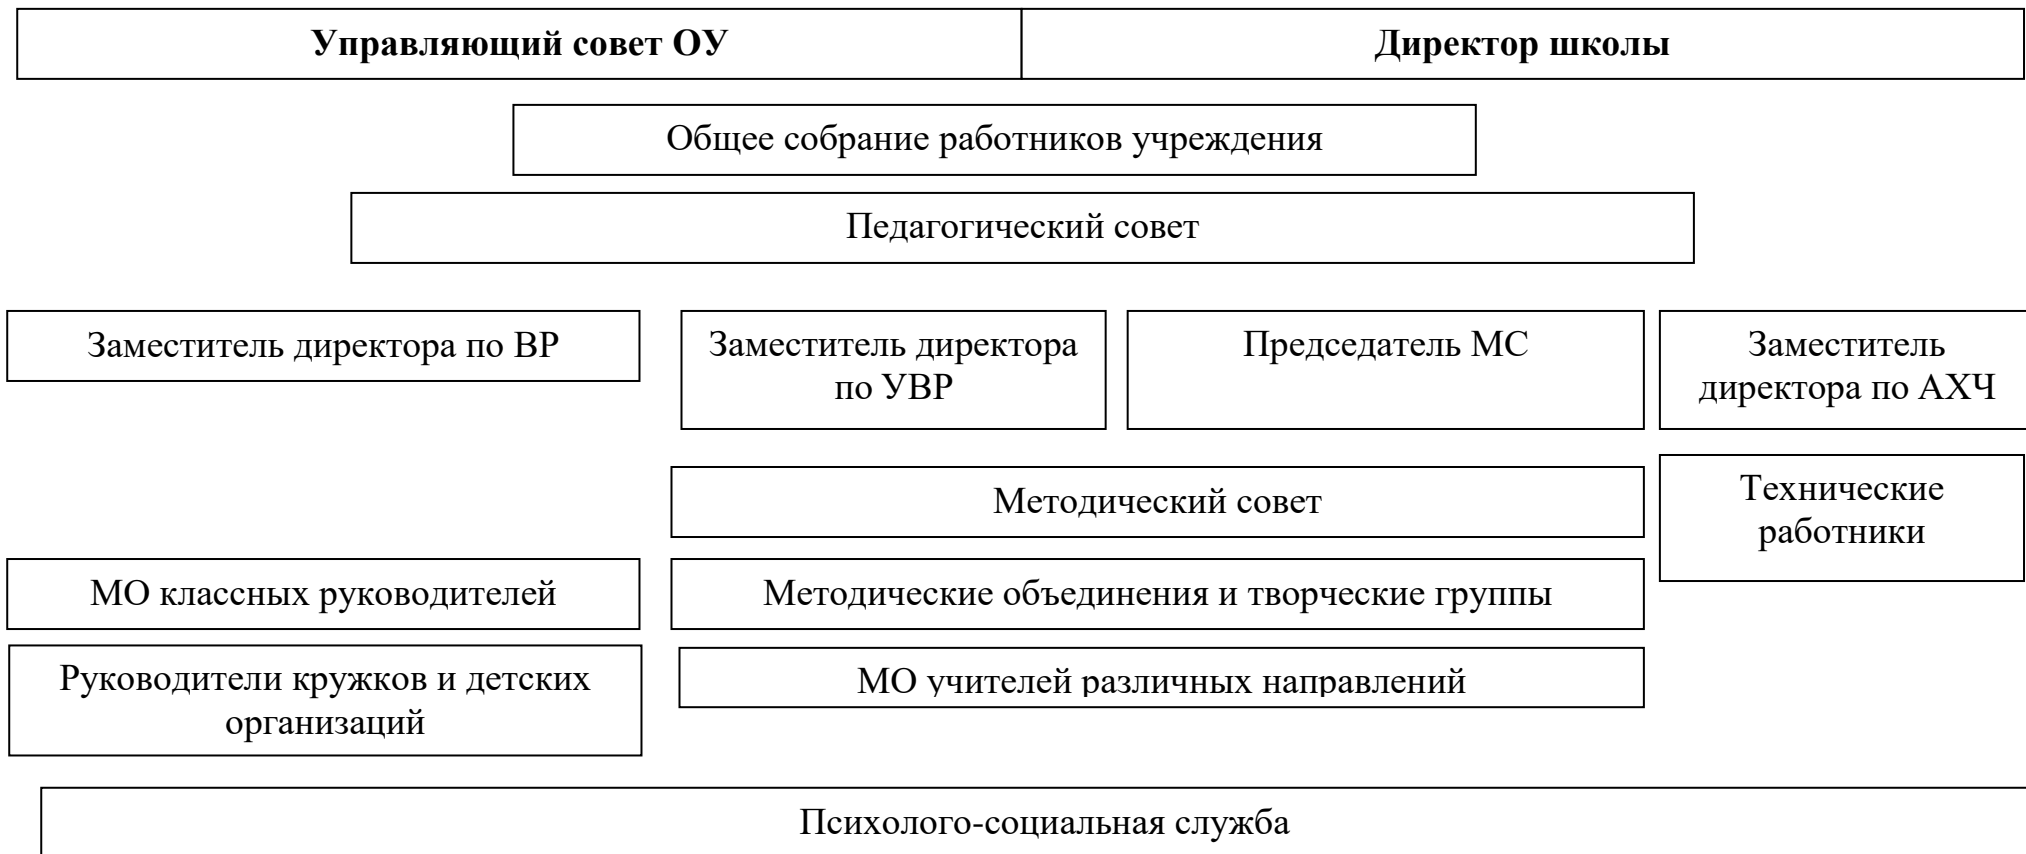 Управляющий совет ОУ
Директор школы
Общее собрание работников учреждения
Педагогический совет
Заместитель директора по ВР
Заместитель директора
по УВР
Председатель МС
Заместитель
директора по АХЧ
Методический совет
Технические
работники
МО классных руководителей
Методические объединения и творческие группы
Руководители кружков и детских
организаций
МО учителей различных направлений
Психолого-социальная служба